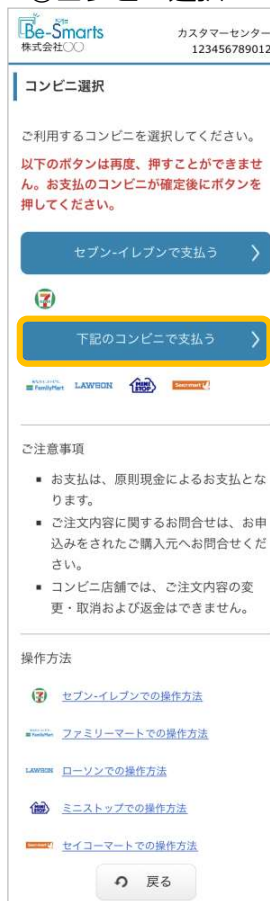 コンビニ選択
Be-Smarts
株式会社〇〇
カスタマーセンター
123456789012
コンビニ選択
ご利用するコンビニを選択してください。
以下のボタンは再度、押すことができませ
ん。お支払のコンビニが確定後にボタンを
押してください。
セブン-イレブンで支払う
下記のコンビニで支払う
FamilyMart LAWSON MINI STOP Seicomart
ご注意事項
▪ お支払は、原則現金によるお支払とな
ります。
▪ ご注文内容に関するお問合せは、お申
込みをされたご購入元へお問合せくだ
さい。
▪ コンビニ店舗では、ご注文内容の変
更・取消および返金はできません。
操作方法
セブン-イレブンでの操作方法
FamilyMart ファミリーマートでの操作方法
LAWSON ローソンでの操作方法
ミニストップでの操作方法
セイコーマートでの操作方法
戻る